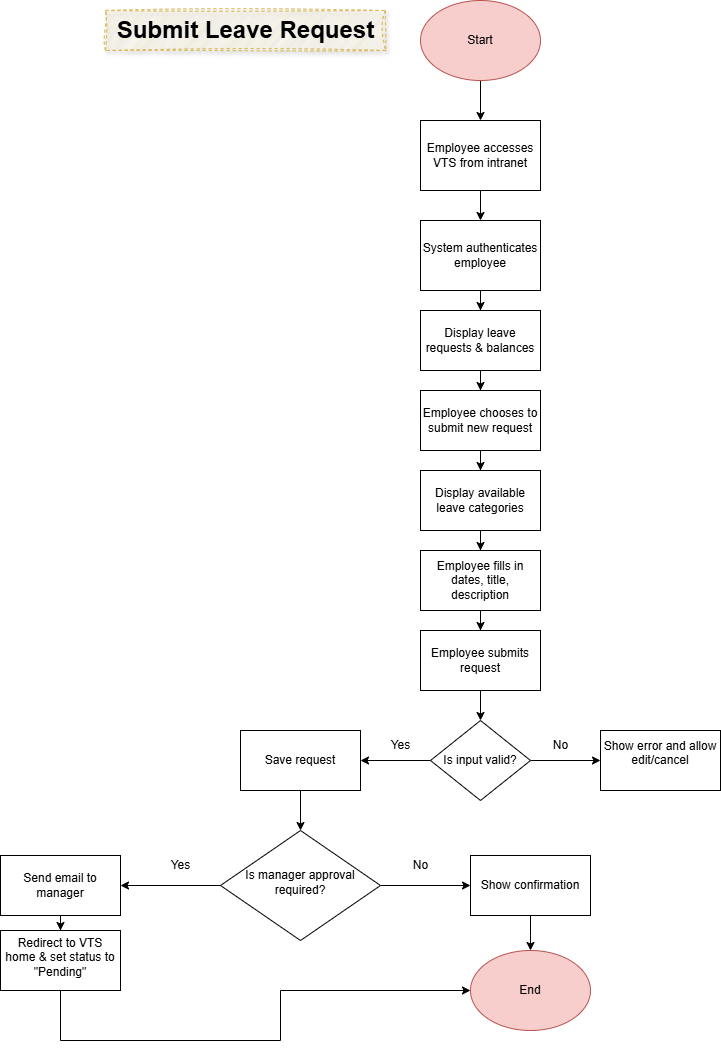 Submit Leave Request
Start
Employee accesses
VTS from intranet
System authenticates
employee
Display leave
requests & balances
Employee chooses to
submit new request
Display available
leave categories
Employee fills in
dates, title,
description
Employee submits
request
Is input valid?
Yes
No
Save request
Show error and allow
edit/cancel
Is manager approval
required?
Yes
No
Send email to
manager
Show confirmation
Redirect to VTS
home & set status to
"Pending"
End